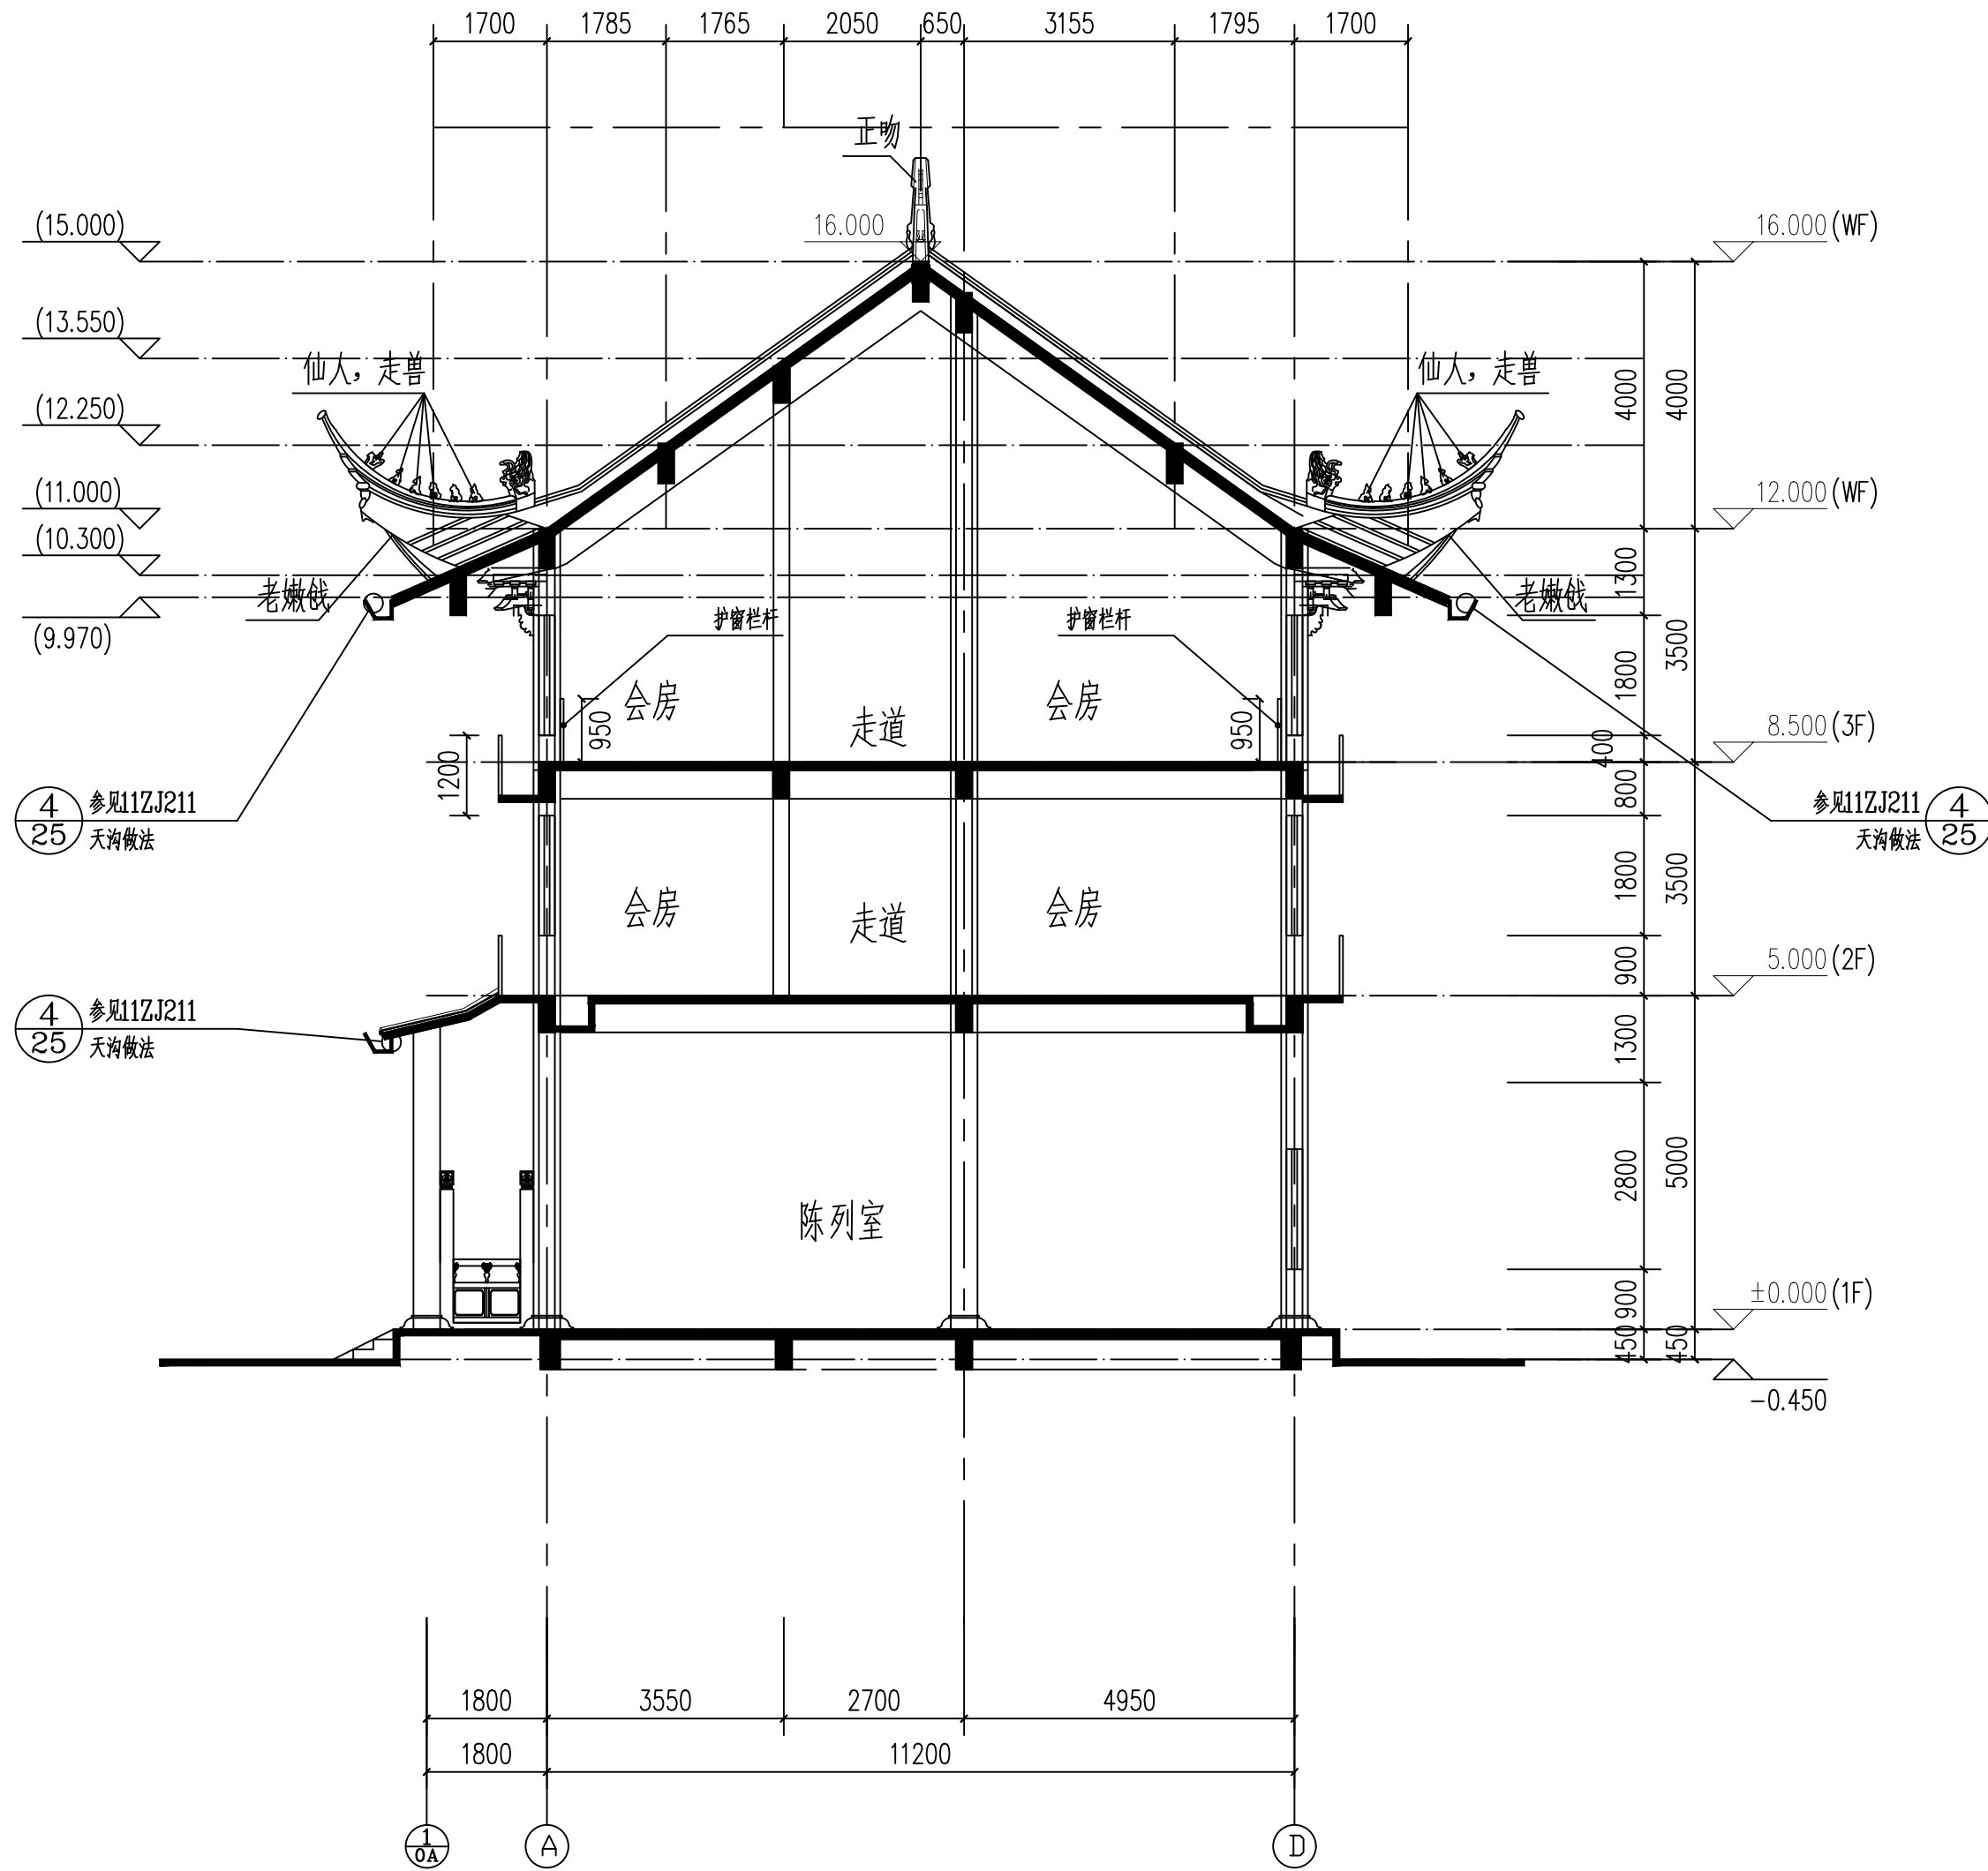 1700 1785 1765 2050 650 3155 1795 1700
正吻
16.000
(15.000)
16.000 (WF)
(13.550)
仙人，走兽
仙人，走兽
4000
4000
(12.250)
(11.000)
12.000 (WF)
(10.300)
1300
老嫩戗
老嫩戗
(9.970)
护窗栏杆
护窗栏杆
3500
1800
会房
走道
会房
950
950
8.500 (3F)
400
1200
800
4
25
参见11ZJ211
天沟做法
参见11ZJ211
天沟做法
4
25
会房
走道
会房
1800
3500
900
5.000 (2F)
4
25
参见11ZJ211
天沟做法
1300
2800
5000
陈列室
±0.000 (1F)
900
450
450
-0.450
1800 3550 2700 4950
1800 11200
1
0A
A
D